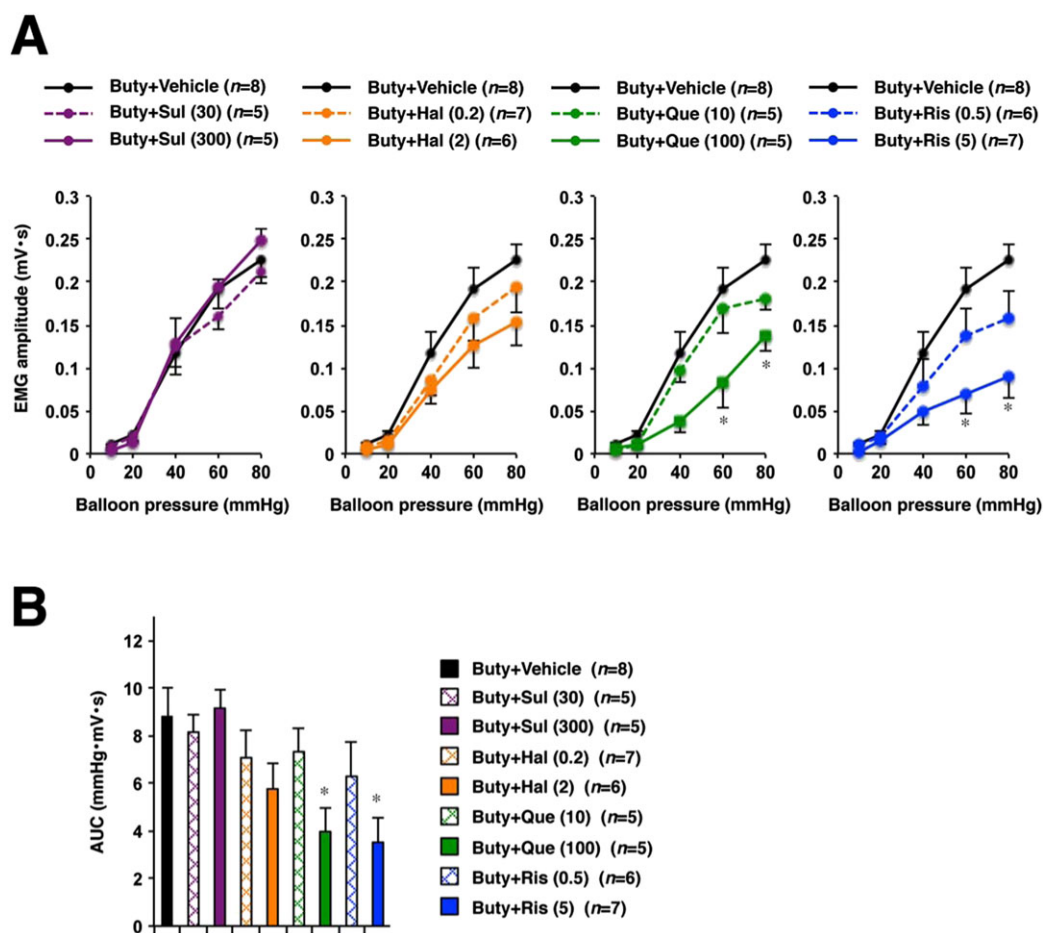 A
Buty+Vehicle (n=8)
Buty+Sul (30) (n=5)
Buty+Sul (300) (n=5)
Buty+Vehicle (n=8)
Buty+Hal (0.2) (n=7)
Buty+Hal (2) (n=6)
Buty+Vehicle (n=8)
Buty+Que (10) (n=5)
Buty+Que (100) (n=5)
Buty+Vehicle (n=8)
Buty+Ris (0.5) (n=6)
Buty+Ris (5) (n=7)
EMG amplitude (mV•s)
0.3
0.25
0.2
0.15
0.1
0.05
0
0 20 40 60 80
Balloon pressure (mmHg)
0.3
0.25
0.2
0.15
0.1
0.05
0
0 20 40 60 80
Balloon pressure (mmHg)
0.3
0.25
0.2
0.15
0.1
0.05
0
0 20 40 60 80
Balloon pressure (mmHg)
*
*
0.3
0.25
0.2
0.15
0.1
0.05
0
0 20 40 60 80
Balloon pressure (mmHg)
*
*
B
AUC (mmHg•mV•s)
12
10
8
6
4
2
0
*
*
Buty+Vehicle (n=8)
Buty+Sul (30) (n=5)
Buty+Sul (300) (n=5)
Buty+Hal (0.2) (n=7)
Buty+Hal (2) (n=6)
Buty+Que (10) (n=5)
Buty+Que (100) (n=5)
Buty+Ris (0.5) (n=6)
Buty+Ris (5) (n=7)